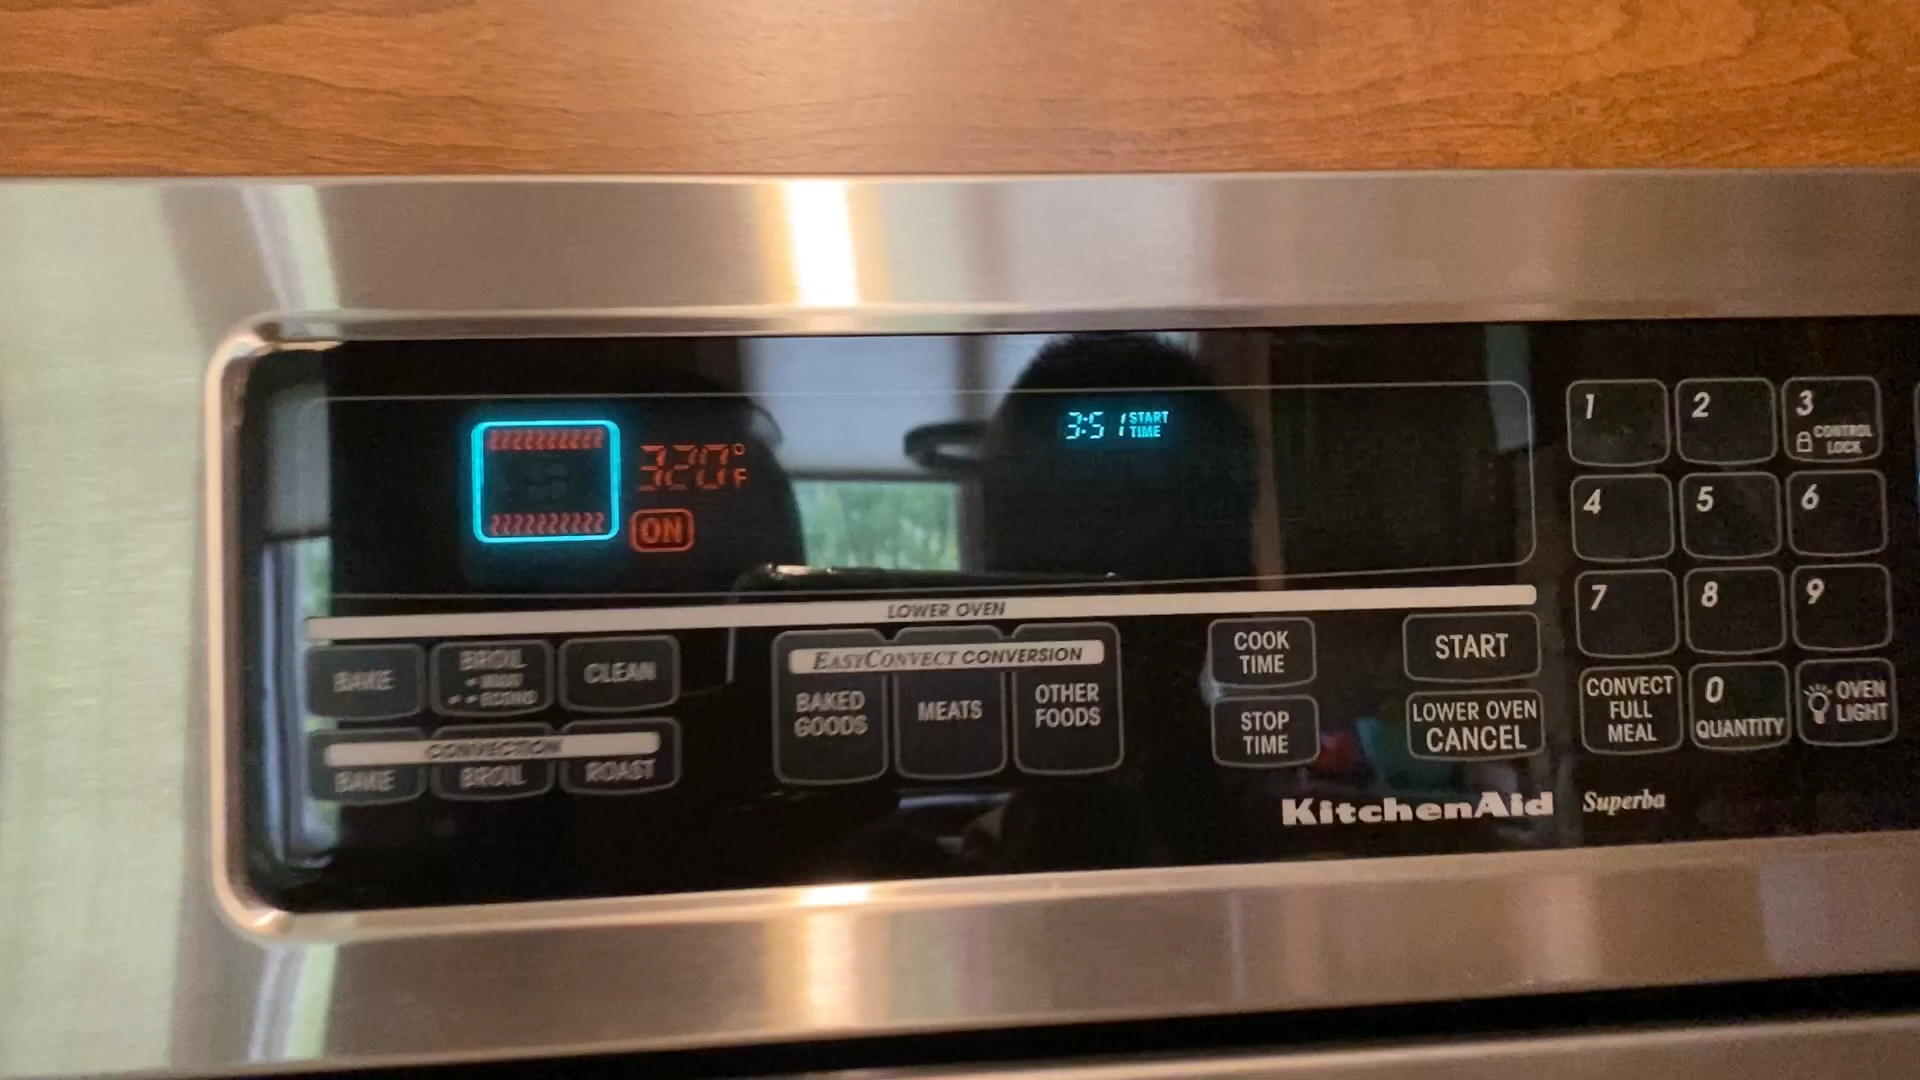 320°F
ON
3:51 START TIME
LOWER OVEN
BAKE
BROIL
CLEAN
CONVECTION
BAKE
BROIL
ROAST
EASYCONVECT CONVERSION
BAKED GOODS
MEATS
OTHER FOODS
COOK TIME
STOP TIME
START
LOWER OVEN CANCEL
1
2
3
CONTROL LOCK
4
5
6
7
8
9
CONVECT FULL MEAL
0
QUANTITY
OVEN LIGHT
KitchenAid Superba